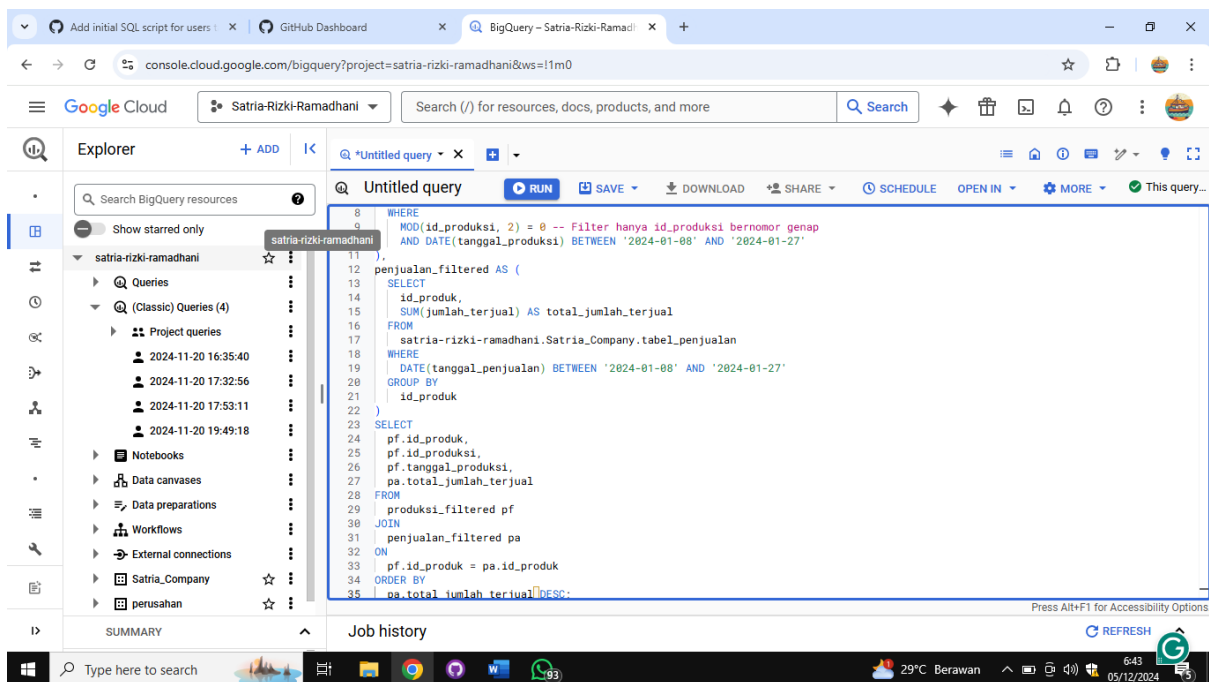 Add initial SQL script for users t
GitHub Dashboard
BigQuery – Satria-Rizki-Ramadh
console.cloud.google.com/bigquery?project=satria-rizki-ramadhani&ws=!1m0
Google Cloud
Satria-Rizki-Ramadhani
Search (/) for resources, docs, products, and more
Search
Explorer
+ ADD
*Untitled query
Search BigQuery resources
Show starred only
satria-rizki-ramadhani
satria-rizki-ramadhani
Queries
(Classic) Queries (4)
Project queries
2024-11-20 16:35:40
2024-11-20 17:32:56
2024-11-20 17:53:11
2024-11-20 19:49:18
Notebooks
Data canvases
Data preparations
Workflows
External connections
Satria_Company
perusahan
SUMMARY
Untitled query
RUN
SAVE
DOWNLOAD
SHARE
SCHEDULE
OPEN IN
MORE
This query...
8 WHERE
9 MOD(id_produksi, 2) = 0 -- Filter hanya id_produksi bernomor genap
AND DATE(tanggal_produksi) BETWEEN '2024-01-08' AND '2024-01-27'
11 ),
12 penjualan_filtered AS (
13 SELECT
14 id_produk,
15 SUM(jumlah_terjual) AS total_jumlah_terjual
16 FROM
17 satria-rizki-ramadhani.Satria_Company.tabel_penjualan
18 WHERE
19 DATE(tanggal_penjualan) BETWEEN '2024-01-08' AND '2024-01-27'
20 GROUP BY
21 id_produk
22 )
23 SELECT
24 pf.id_produk,
25 pf.id_produksi,
26 pf.tanggal_produksi,
27 pa.total_jumlah_terjual
28 FROM
29 produksi_filtered pf
30 JOIN
31 penjualan_filtered pa
32 ON
33 pf.id_produk = pa.id_produk
34 ORDER BY
35 pa.total_jumlah_terjual DESC;
Press Alt+F1 for Accessibility Options
Job history
REFRESH
Type here to search
93
29°C Berawan
6:43
05/12/2024
5